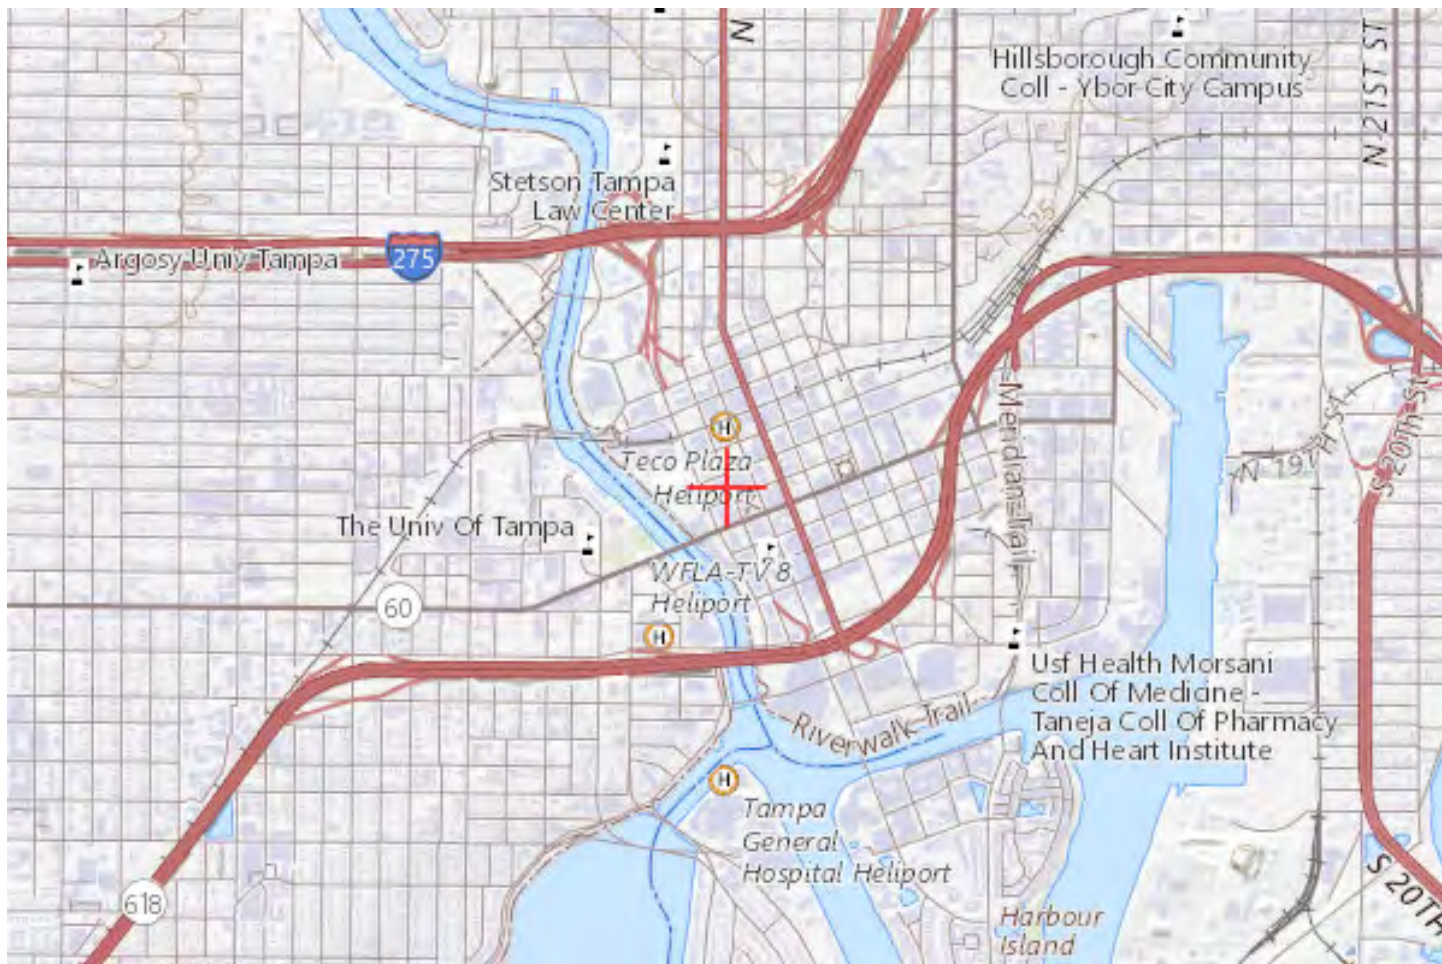 N
Hillsborough Community
Coll - Ybor City Campus
N 21ST ST
Stetson Tampa
Law Center
25
275
Argosy Univ Tampa
Meridians Trail
S 20TH ST
N 19TH ST
H
Teco Plaza
Heliport
The Univ Of Tampa
WFLA-TV 8
Heliport
60
H
Usf Health Morsani
Coll Of Medicine -
Taneja Coll Of Pharmacy
And Heart Institute
Riverwalk Trail
H
Tampa
General
Hospital Heliport
618
S 20TH
Harbour
Island